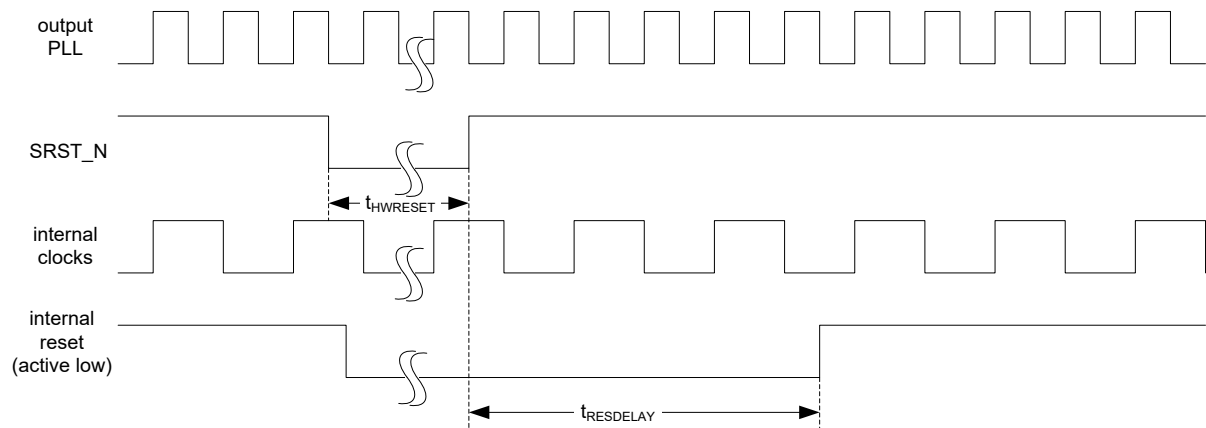 output
PLL
SRST_N
tHWRESET
internal
clocks
internal
reset
(active low)
tRESDELAY